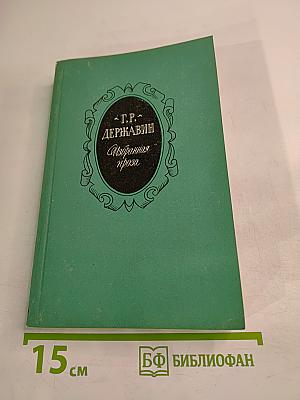 Г.Р.
ДЕРЖАВИН
Избранная
проза
15 см
БФ БИБЛИОФАН